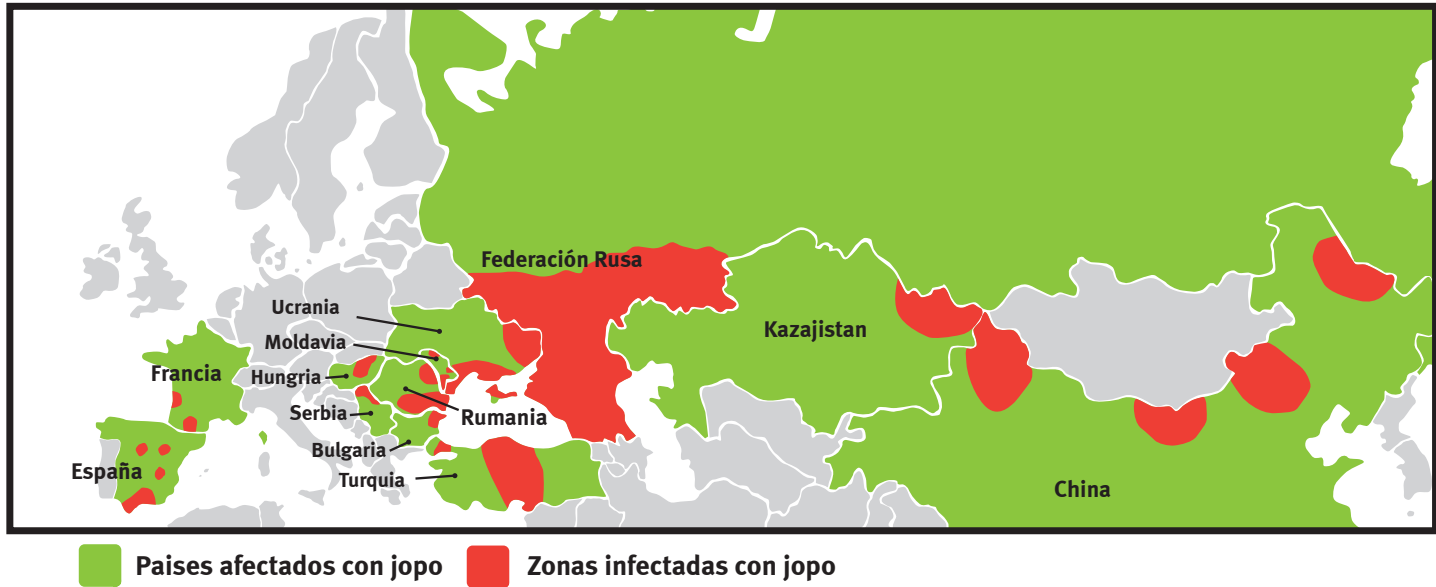 Federación Rusa
Ucrania
Moldavia
Kazajistan
Francia
Hungria
Serbia
Rumania
Bulgaria
España
Turquia
China
Paises afectados con jopo
Zonas infectadas con jopo